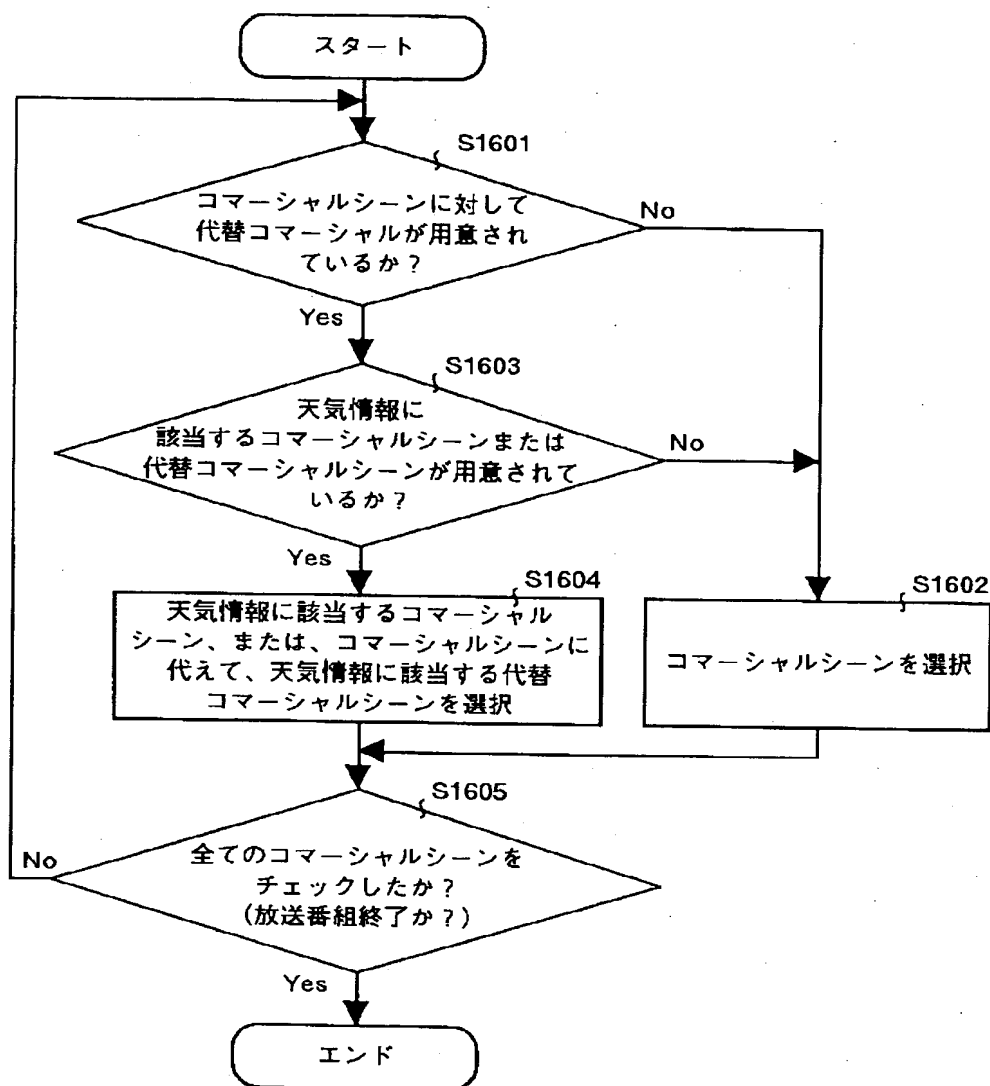 スタート
S1601
コマーシャルシーンに対して
代替コマーシャルが用意され
ているか？
No
Yes
S1603
天気情報に
該当するコマーシャルシーンまたは
代替コマーシャルシーンが用意されて
いるか？
No
Yes
S1604
天気情報に該当するコマーシャル
シーン、または、コマーシャルシーンに
代えて、天気情報に該当する代替
コマーシャルシーンを選択
S1602
コマーシャルシーンを選択
S1605
全てのコマーシャルシーンを
チェックしたか？
（放送番組終了か？）
No
Yes
エンド